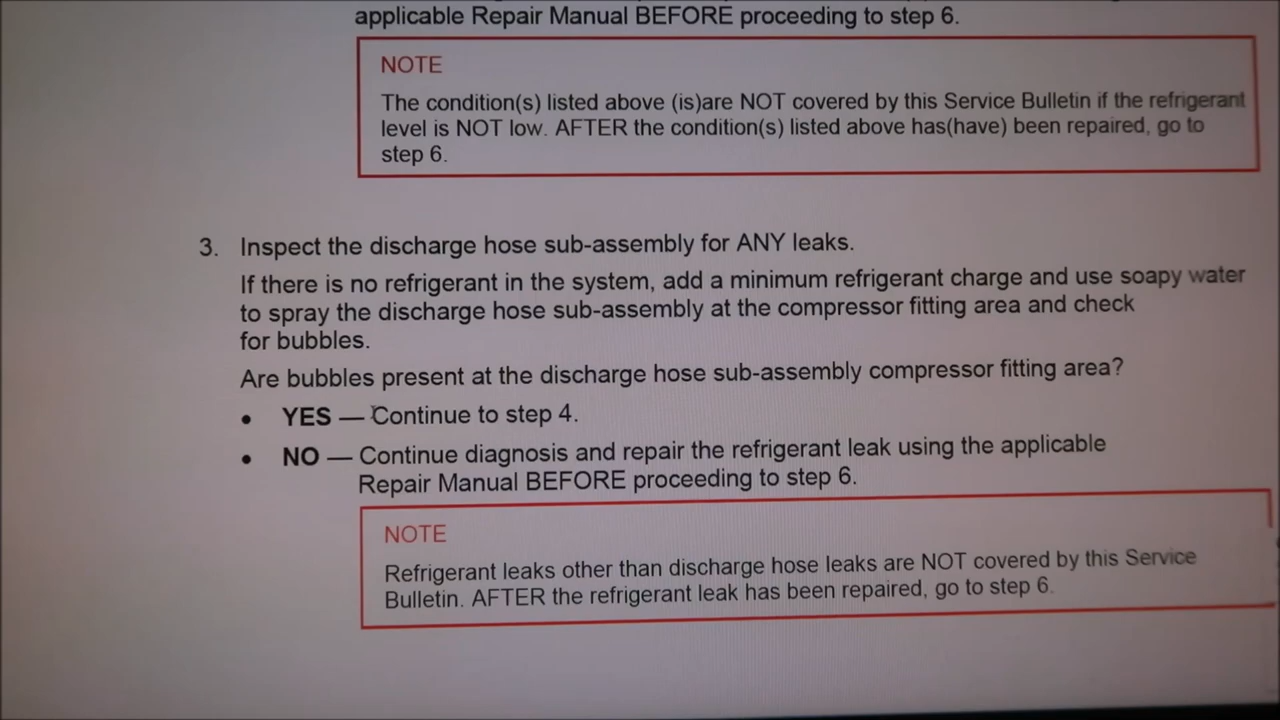 applicable Repair Manual BEFORE proceeding to step 6.
NOTE
The condition(s) listed above (is)are NOT covered by this Service Bulletin if the refrigerant
level is NOT low. AFTER the condition(s) listed above has(have) been repaired, go to
step 6.
3. Inspect the discharge hose sub-assembly for ANY leaks.
If there is no refrigerant in the system, add a minimum refrigerant charge and use soapy water
to spray the discharge hose sub-assembly at the compressor fitting area and check
for bubbles.
Are bubbles present at the discharge hose sub-assembly compressor fitting area?
• YES — Continue to step 4.
• NO — Continue diagnosis and repair the refrigerant leak using the applicable
Repair Manual BEFORE proceeding to step 6.
NOTE
Refrigerant leaks other than discharge hose leaks are NOT covered by this Service
Bulletin. AFTER the refrigerant leak has been repaired, go to step 6.